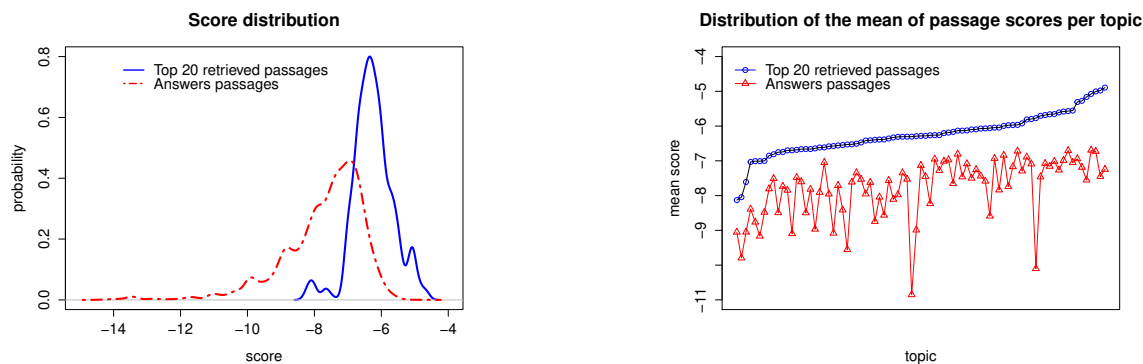 Score distribution
Top 20 retrieved passages
Answers passages
probability
0.0
0.2
0.4
0.6
0.8
−14
−12
−10
−8
−6
−4
score
Distribution of the mean of passage scores per topic
Top 20 retrieved passages
Answers passages
mean score
−4
−5
−6
−7
−8
−9
−11
topic